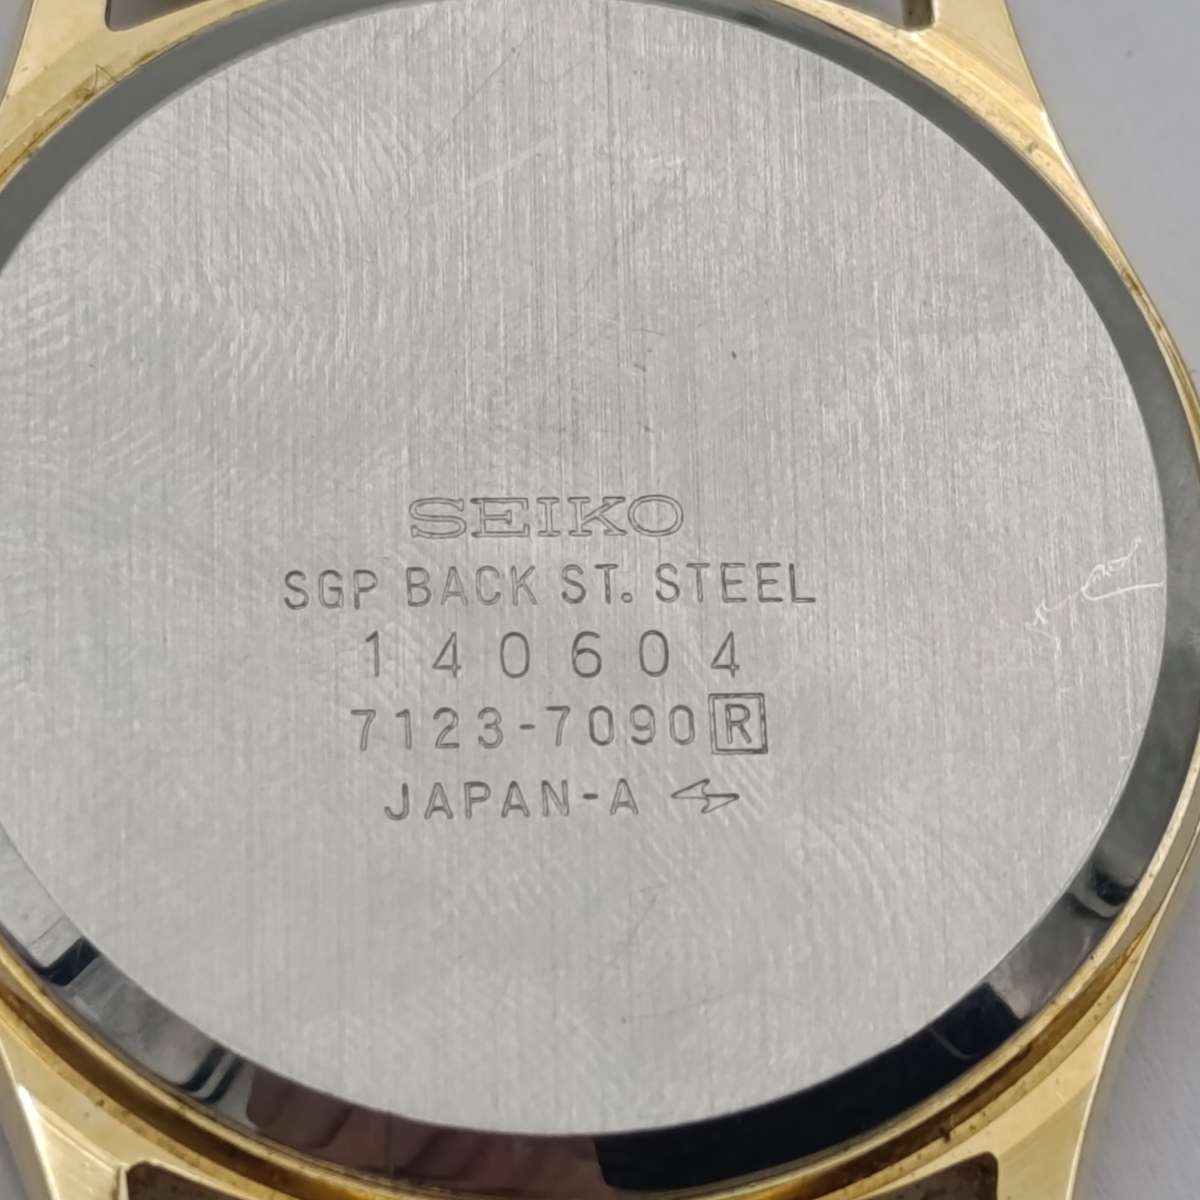 SEIKO
SGP BACK ST. STEEL
140604
7123-7090 R
JAPAN-A